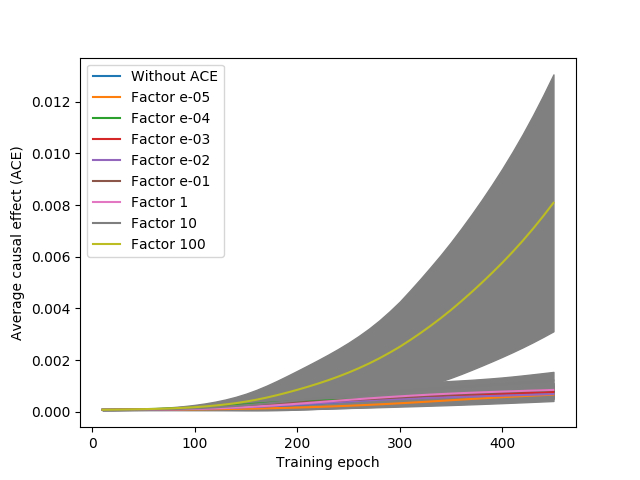 Without ACE
Factor e-05
Factor e-04
Factor e-03
Factor e-02
Factor e-01
Factor 1
Factor 10
Factor 100
0.012
0.010
0.008
0.006
0.004
0.002
0.000
Average causal effect (ACE)
0 100 200 300 400
Training epoch